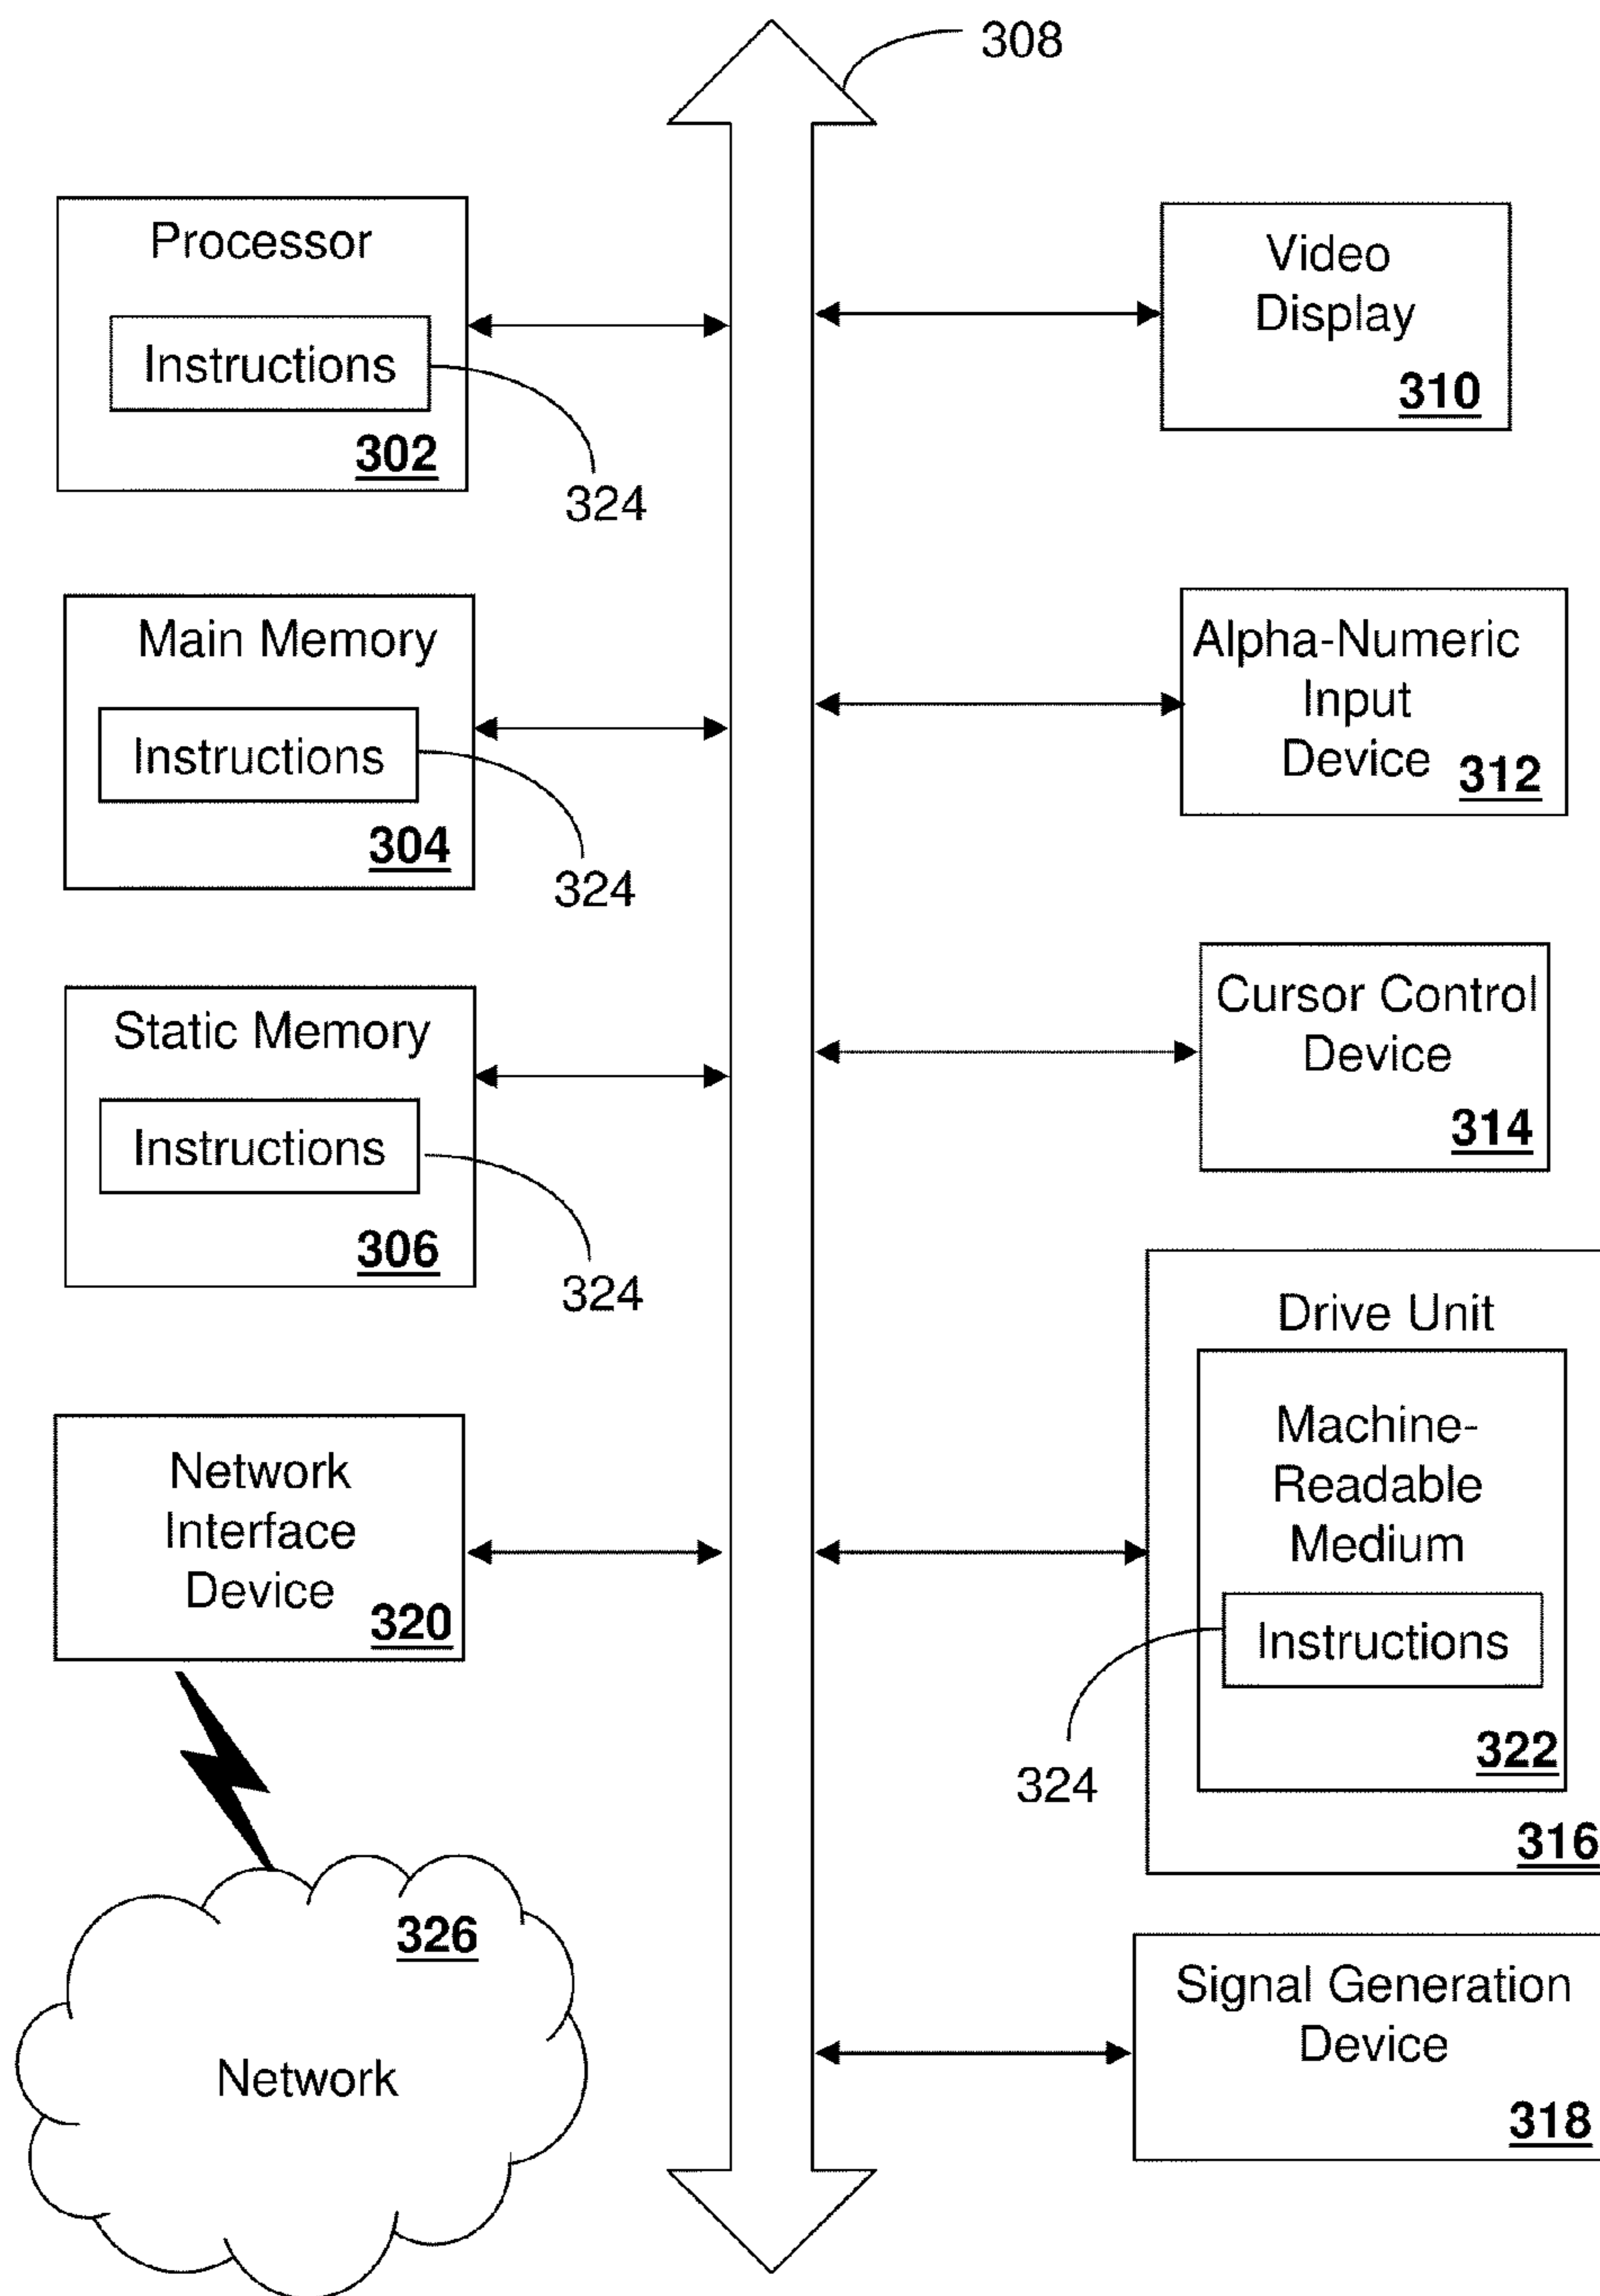 308
Processor
Instructions
302
324
Main Memory
Instructions
304
324
Static Memory
Instructions
306
324
Network
Interface
Device
320
326
Network
Video
Display
310
Alpha-Numeric
Input
Device
312
Cursor Control
Device
314
Drive Unit
Machine-
Readable
Medium
Instructions
322
324
316
Signal Generation
Device
318